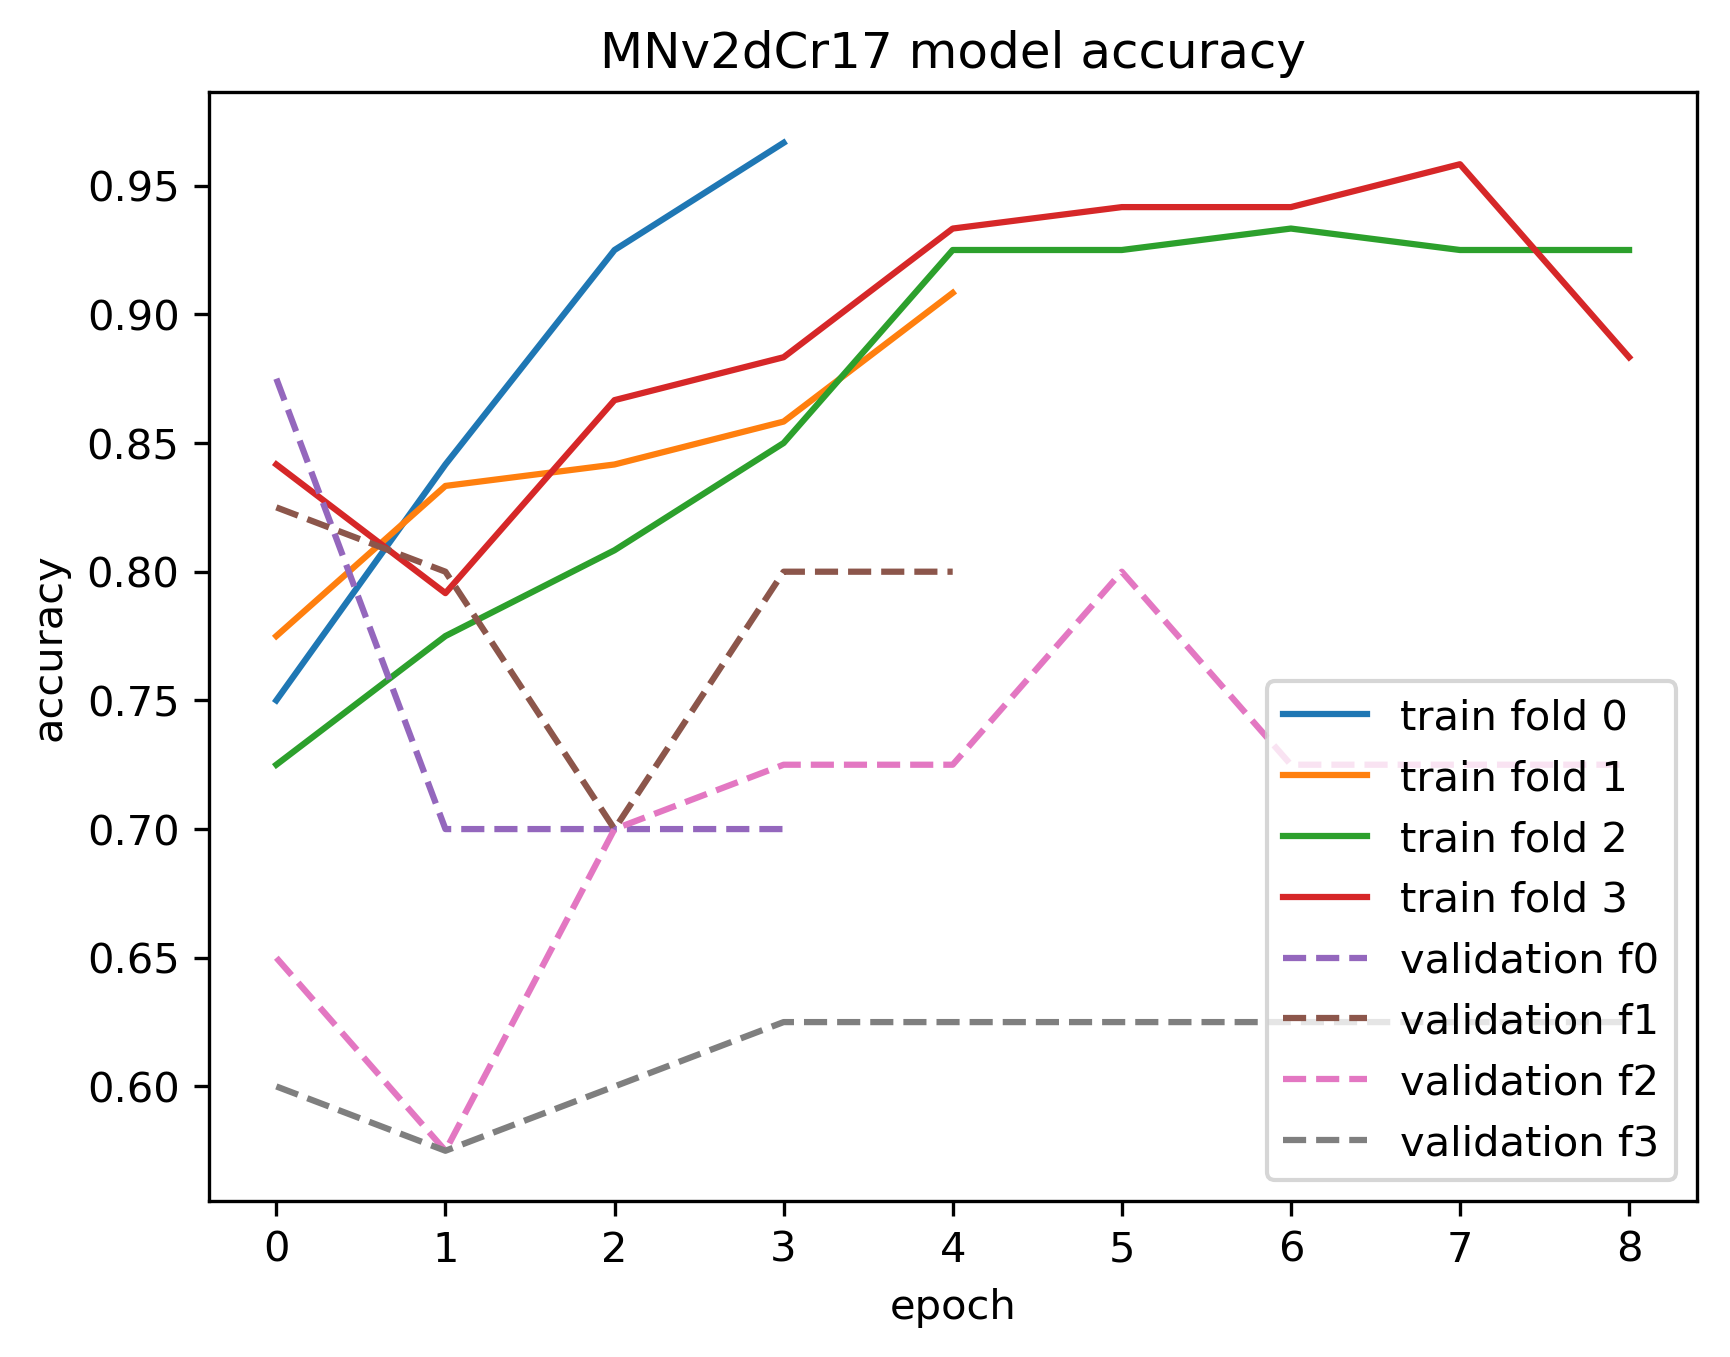 MNv2dCr17 model accuracy
accuracy
0.95
0.90
0.85
0.80
0.75
0.70
0.65
0.60
train fold 0
train fold 1
train fold 2
train fold 3
validation f0
validation f1
validation f2
validation f3
0 1 2 3 4 5 6 7 8
epoch